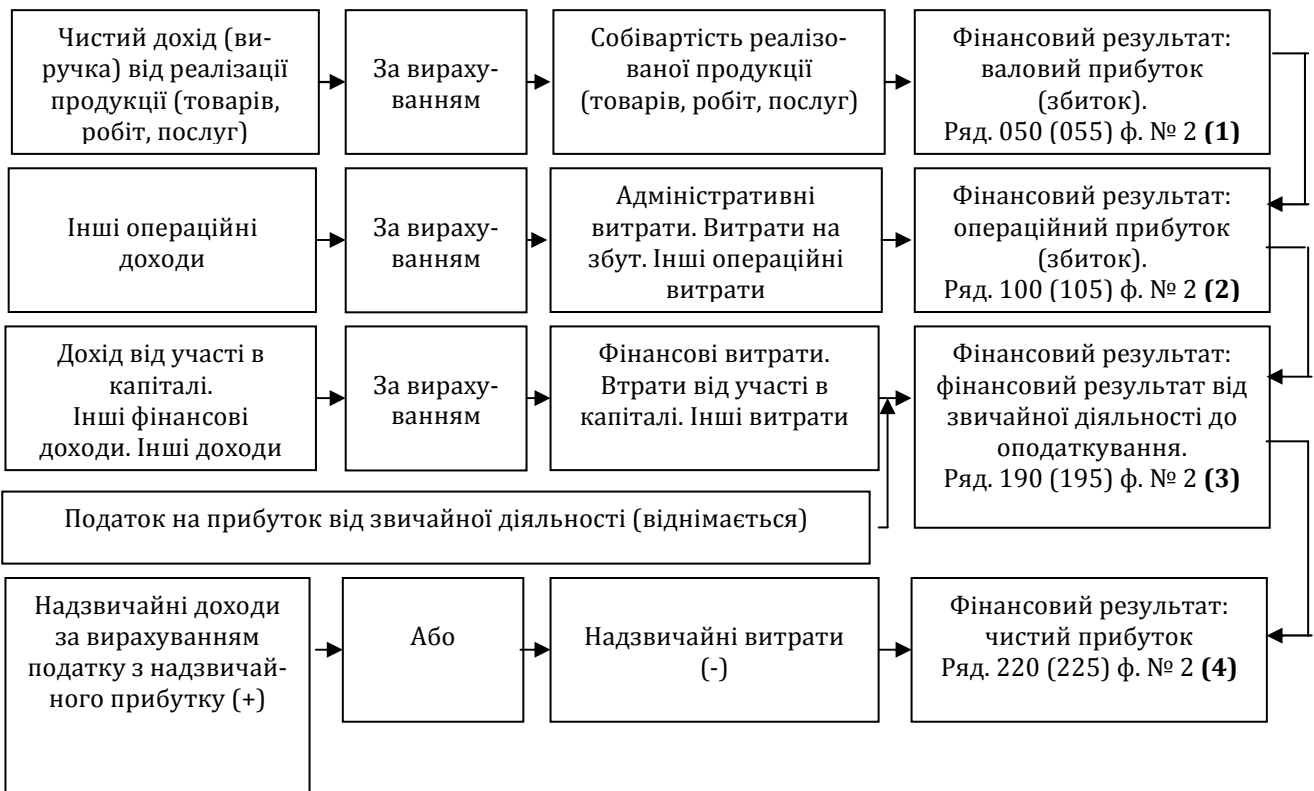 Чистий дохід (ви-
ручка) від реалізації
продукції (товарів,
робіт, послуг)
За вираху-
ванням
Собівартість реалізо-
ваної продукції
(товарів, робіт, послуг)
Фінансовий результат:
валовий прибуток
(збиток).
Ряд. 050 (055) ф. № 2 (1)
Інші операційні
доходи
За вираху-
ванням
Адміністративні
витрати. Витрати на
збут. Інші операційні
витрати
Фінансовий результат:
операційний прибуток
(збиток).
Ряд. 100 (105) ф. № 2 (2)
Дохід від участі в
капіталі.
Інші фінансові
доходи. Інші доходи
За вираху-
ванням
Фінансові витрати.
Втрати від участі в
капіталі. Інші витрати
Фінансовий результат:
фінансовий результат від
звичайної діяльності до
оподаткування.
Ряд. 190 (195) ф. № 2 (3)
Податок на прибуток від звичайної діяльності (віднімається)
Надзвичайні доходи
за вирахуванням
податку з надзвичай-
ного прибутку (+)
Або
Надзвичайні витрати
(-)
Фінансовий результат:
чистий прибуток
Ряд. 220 (225) ф. № 2 (4)